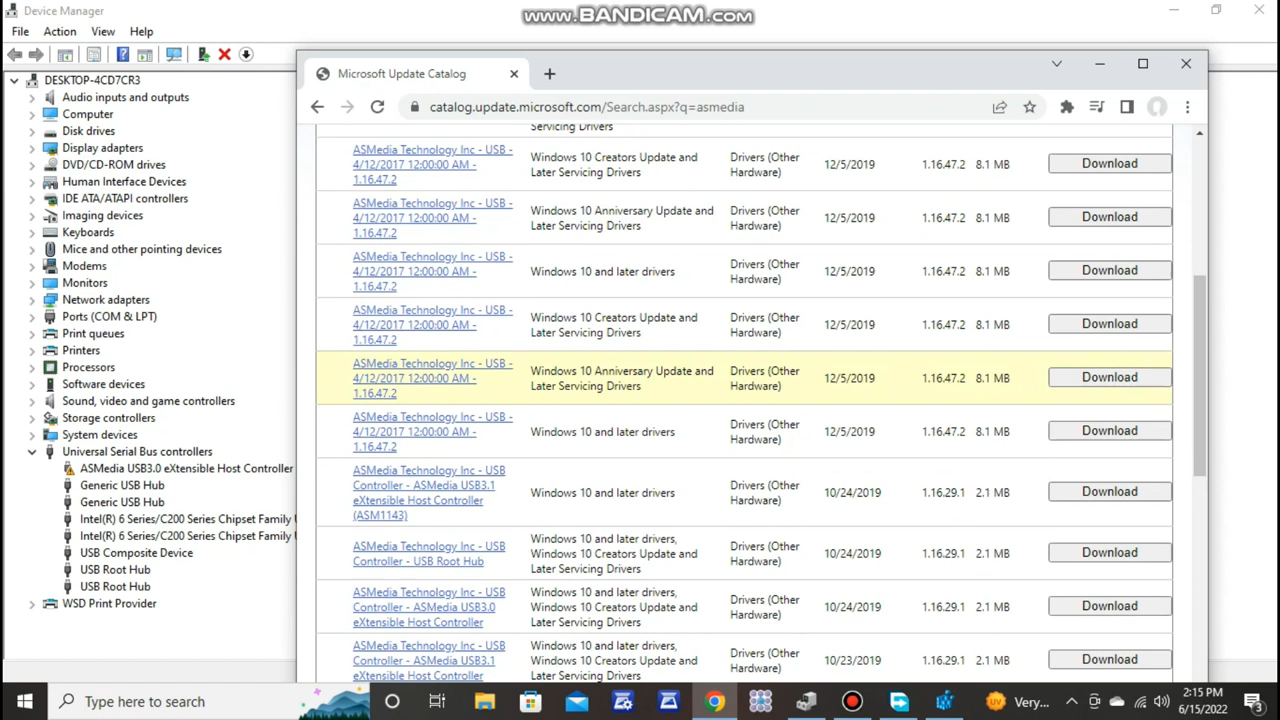 Device Manager
www.BANDICAM.com
File Action View Help
DESKTOP-4CD7CR3
Audio inputs and outputs
Computer
Disk drives
Display adapters
DVD/CD-ROM drives
Human Interface Devices
IDE ATA/ATAPI controllers
Imaging devices
Keyboards
Mice and other pointing devices
Modems
Monitors
Network adapters
Ports (COM & LPT)
Print queues
Printers
Processors
Software devices
Sound, video and game controllers
Storage controllers
System devices
Universal Serial Bus controllers
ASMedia USB3.0 eXtensible Host Controller
Generic USB Hub
Generic USB Hub
Intel(R) 6 Series/C200 Series Chipset Family
Intel(R) 6 Series/C200 Series Chipset Family
USB Composite Device
USB Root Hub
USB Root Hub
WSD Print Provider
Microsoft Update Catalog
catalog.update.microsoft.com/Search.aspx?q=asmedia
Servicing Drivers
ASMedia Technology Inc - USB -
4/12/2017 12:00:00 AM -
1.16.47.2
Windows 10 Creators Update and
Later Servicing Drivers
Drivers (Other
Hardware)
12/5/2019
1.16.47.2
8.1 MB
Download
ASMedia Technology Inc - USB -
4/12/2017 12:00:00 AM -
1.16.47.2
Windows 10 Anniversary Update and
Later Servicing Drivers
Drivers (Other
Hardware)
12/5/2019
1.16.47.2
8.1 MB
Download
ASMedia Technology Inc - USB -
4/12/2017 12:00:00 AM -
1.16.47.2
Windows 10 and later drivers
Drivers (Other
Hardware)
12/5/2019
1.16.47.2
8.1 MB
Download
ASMedia Technology Inc - USB -
4/12/2017 12:00:00 AM -
1.16.47.2
Windows 10 Creators Update and
Later Servicing Drivers
Drivers (Other
Hardware)
12/5/2019
1.16.47.2
8.1 MB
Download
ASMedia Technology Inc - USB -
4/12/2017 12:00:00 AM -
1.16.47.2
Windows 10 Anniversary Update and
Later Servicing Drivers
Drivers (Other
Hardware)
12/5/2019
1.16.47.2
8.1 MB
Download
ASMedia Technology Inc - USB -
4/12/2017 12:00:00 AM -
1.16.47.2
Windows 10 and later drivers
Drivers (Other
Hardware)
12/5/2019
1.16.47.2
8.1 MB
Download
ASMedia Technology Inc - USB
Controller - ASMedia USB3.1
eXtensible Host Controller
(ASM1143)
Windows 10 and later drivers
Drivers (Other
Hardware)
10/24/2019
1.16.29.1
2.1 MB
Download
ASMedia Technology Inc - USB
Controller - USB Root Hub
Windows 10 and later drivers,
Windows 10 Creators Update and
Later Servicing Drivers
Drivers (Other
Hardware)
10/24/2019
1.16.29.1
2.1 MB
Download
ASMedia Technology Inc - USB
Controller - ASMedia USB3.0
eXtensible Host Controller
Windows 10 and later drivers,
Windows 10 Creators Update and
Later Servicing Drivers
Drivers (Other
Hardware)
10/24/2019
1.16.29.1
2.1 MB
Download
ASMedia Technology Inc - USB
Controller - ASMedia USB3.1
eXtensible Host Controller
Windows 10 and later drivers,
Windows 10 Creators Update and
Later Servicing Drivers
Drivers (Other
Hardware)
10/23/2019
1.16.29.1
2.1 MB
Download
Type here to search
Very...
2:15 PM
6/15/2022
3